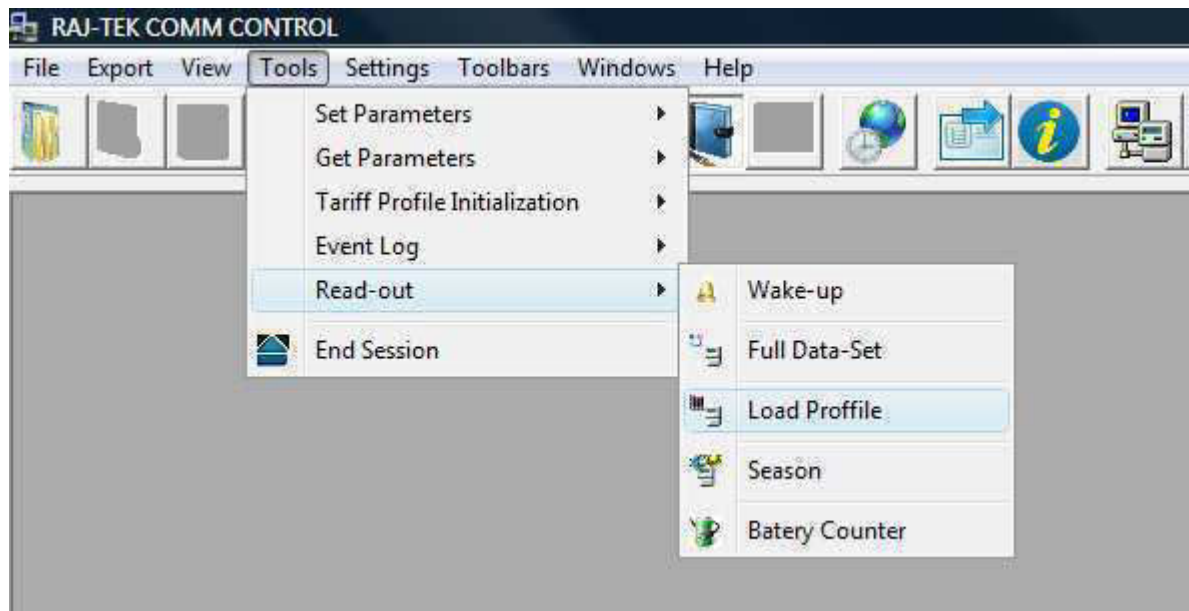 RAJ-TEK COMM CONTROL
File Export View Tools Settings Toolbars Windows Help
Set Parameters
Get Parameters
Tariff Profile Initialization
Event Log
Read-out
End Session
Wake-up
Full Data-Set
Load Proffile
Season
Batery Counter